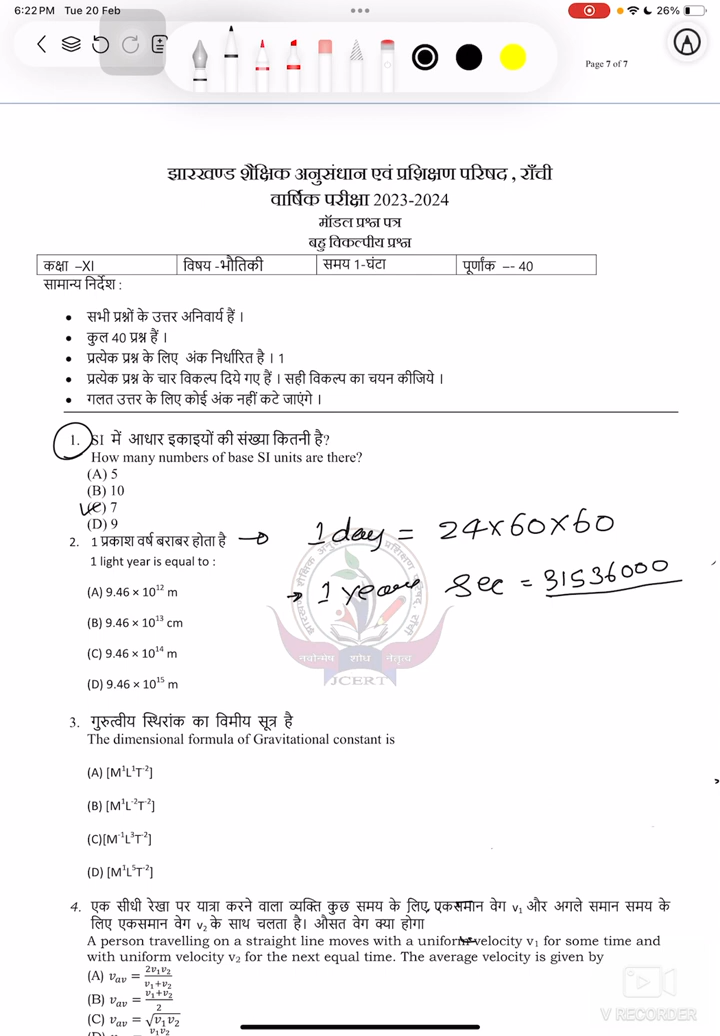 6:22 PM Tue 20 Feb
26%
Page 7 of 7
झारखण्ड शैक्षिक अनुसंधान एवं प्रशिक्षण परिषद , राँची
वार्षिक परीक्षा 2023-2024
मॉडल प्रश्न पत्र
बहु विकल्पीय प्रश्न
कक्षा –XI विषय -भौतिकी समय 1-घंटा पूर्णांक –- 40
सामान्य निर्देश :
• सभी प्रश्नों के उत्तर अनिवार्य हैं ।
• कुल 40 प्रश्न हैं ।
• प्रत्येक प्रश्न के लिए अंक निर्धारित है । 1
• प्रत्येक प्रश्न के चार विकल्प दिये गए हैं । सही विकल्प का चयन कीजिये ।
• गलत उत्तर के लिए कोई अंक नहीं कटे जाएंगे ।
1. SI में आधार इकाइयों की संख्या कितनी है?
How many numbers of base SI units are there?
(A) 5
(B) 10
(C) 7
(D) 9
2. 1 प्रकाश वर्ष बराबर होता है
1 day = 24×60×60
1 light year is equal to :
1 year sec = 31536000
(A) 9.46 × 10¹² m
(B) 9.46 × 10¹³ cm
(C) 9.46 × 10¹⁴ m
(D) 9.46 × 10¹⁵ m
नवोन्मेष शोध नेतृत्व
JCERT
3. गुरुत्वीय स्थिरांक का विमीय सूत्र है
The dimensional formula of Gravitational constant is
(A) [M¹L¹T⁻²]
(B) [M¹L⁻²T⁻²]
(C)[M⁻¹L³T⁻²]
(D) [M¹L⁵T⁻²]
4. एक सीधी रेखा पर यात्रा करने वाला व्यक्ति कुछ समय के लिए, एकसमान वेग v₁ और अगले समान समय के
लिए एकसमान वेग v₂ के साथ चलता है। औसत वेग क्या होगा
A person travelling on a straight line moves with a uniform velocity v₁ for some time and
with uniform velocity v₂ for the next equal time. The average velocity is given by
(A) vₐᵥ = 2v₁v₂/v₁+v₂
(B) vₐᵥ = v₁+v₂/2
(C) vₐᵥ = √v₁v₂
V RECORDER